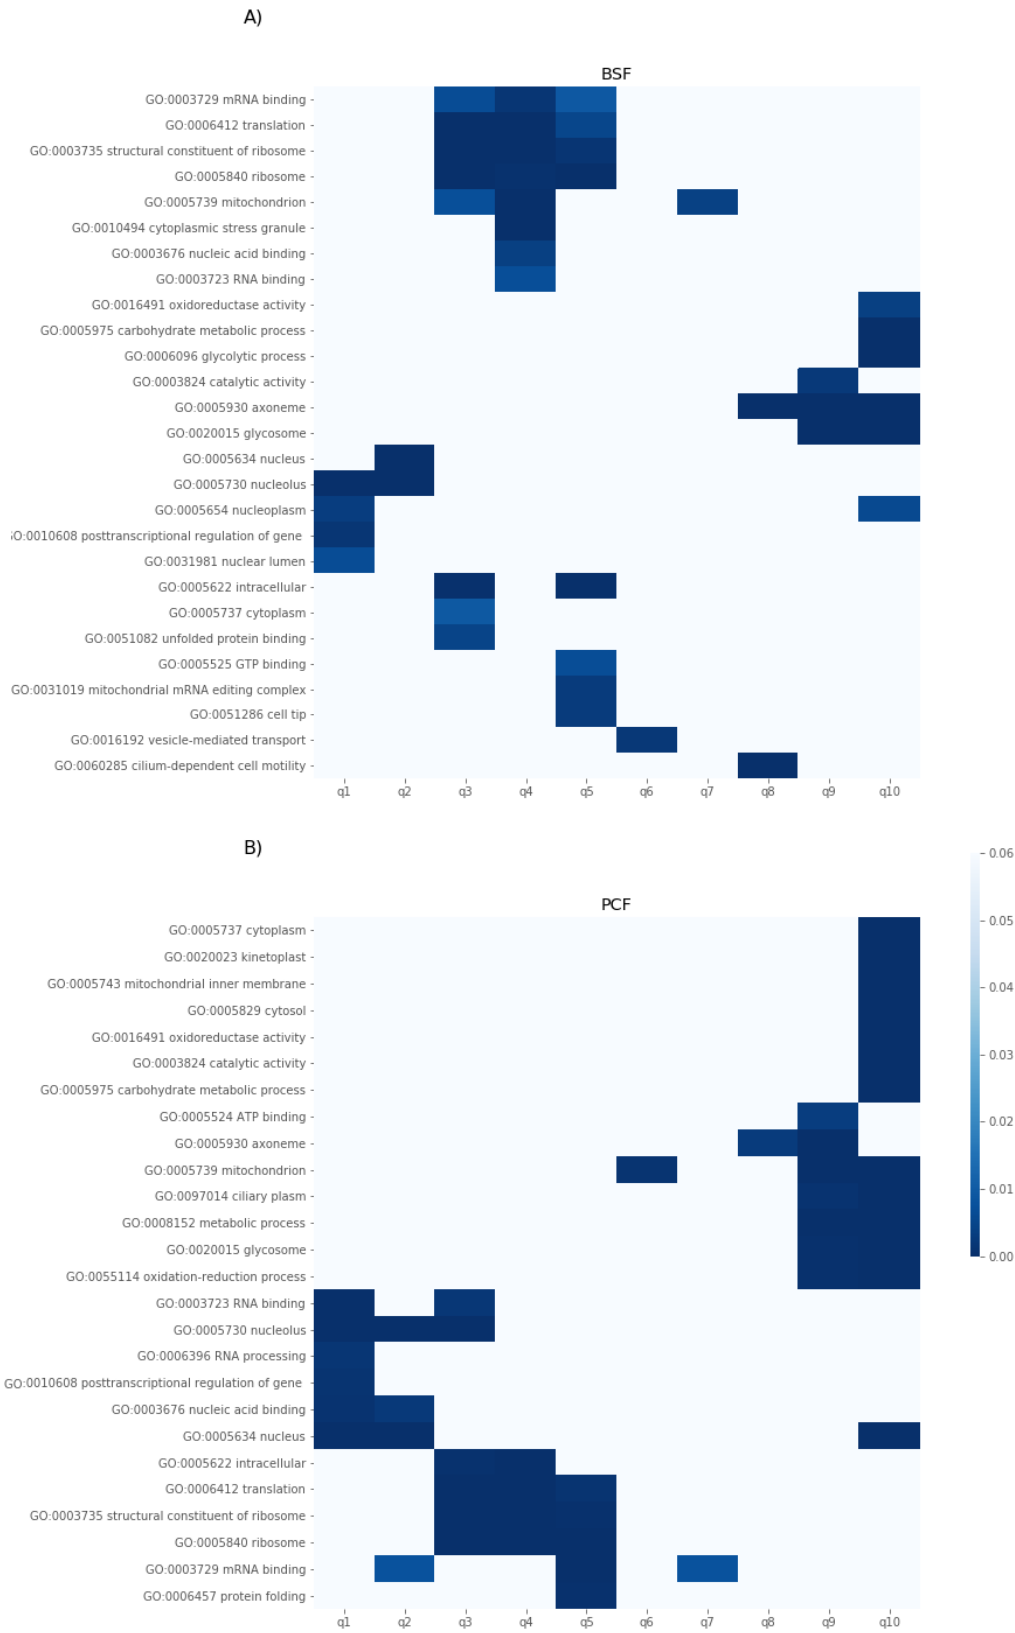 A)
BSF
GO:0003729 mRNA binding
GO:0006412 translation
GO:0003735 structural constituent of ribosome
GO:0005840 ribosome
GO:0005739 mitochondrion
GO:0010494 cytoplasmic stress granule
GO:0003676 nucleic acid binding
GO:0003723 RNA binding
GO:0016491 oxidoreductase activity
GO:0005975 carbohydrate metabolic process
GO:0006096 glycolytic process
GO:0003824 catalytic activity
GO:0005930 axoneme
GO:0020015 glycosome
GO:0005634 nucleus
GO:0005730 nucleolus
GO:0005654 nucleoplasm
O:0010608 posttranscriptional regulation of gene
GO:0031981 nuclear lumen
GO:0005622 intracellular
GO:0005737 cytoplasm
GO:0051082 unfolded protein binding
GO:0005525 GTP binding
GO:0031019 mitochondrial mRNA editing complex
GO:0051286 cell tip
GO:0016192 vesicle-mediated transport
GO:0060285 cilium-dependent cell motility
q1 q2 q3 q4 q5 q6 q7 q8 q9 q10
B)
PCF
GO:0005737 cytoplasm
GO:0020023 kinetoplast
GO:0005743 mitochondrial inner membrane
GO:0005829 cytosol
GO:0016491 oxidoreductase activity
GO:0003824 catalytic activity
GO:0005975 carbohydrate metabolic process
GO:0005524 ATP binding
GO:0005930 axoneme
GO:0005739 mitochondrion
GO:0097014 ciliary plasm
GO:0008152 metabolic process
GO:0020015 glycosome
GO:0055114 oxidation-reduction process
GO:0003723 RNA binding
GO:0005730 nucleolus
GO:0006396 RNA processing
GO:0010608 posttranscriptional regulation of gene
GO:0003676 nucleic acid binding
GO:0005634 nucleus
GO:0005622 intracellular
GO:0006412 translation
GO:0003735 structural constituent of ribosome
GO:0005840 ribosome
GO:0003729 mRNA binding
GO:0006457 protein folding
q1 q2 q3 q4 q5 q6 q7 q8 q9 q10
0.06
0.05
0.04
0.03
0.02
0.01
0.00